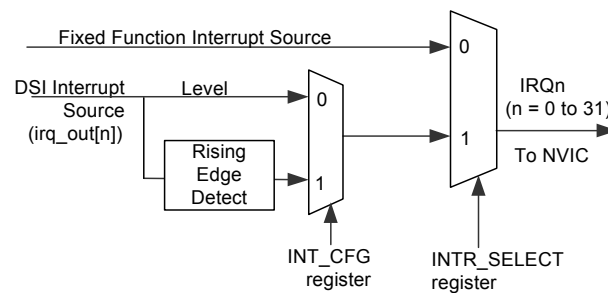 Fixed Function Interrupt Source
0
DSI Interrupt
Source
(irq_out[n])
Level
0
IRQn
(n = 0 to 31)
1
To NVIC
Rising
Edge
Detect
1
INT_CFG
register
INTR_SELECT
register